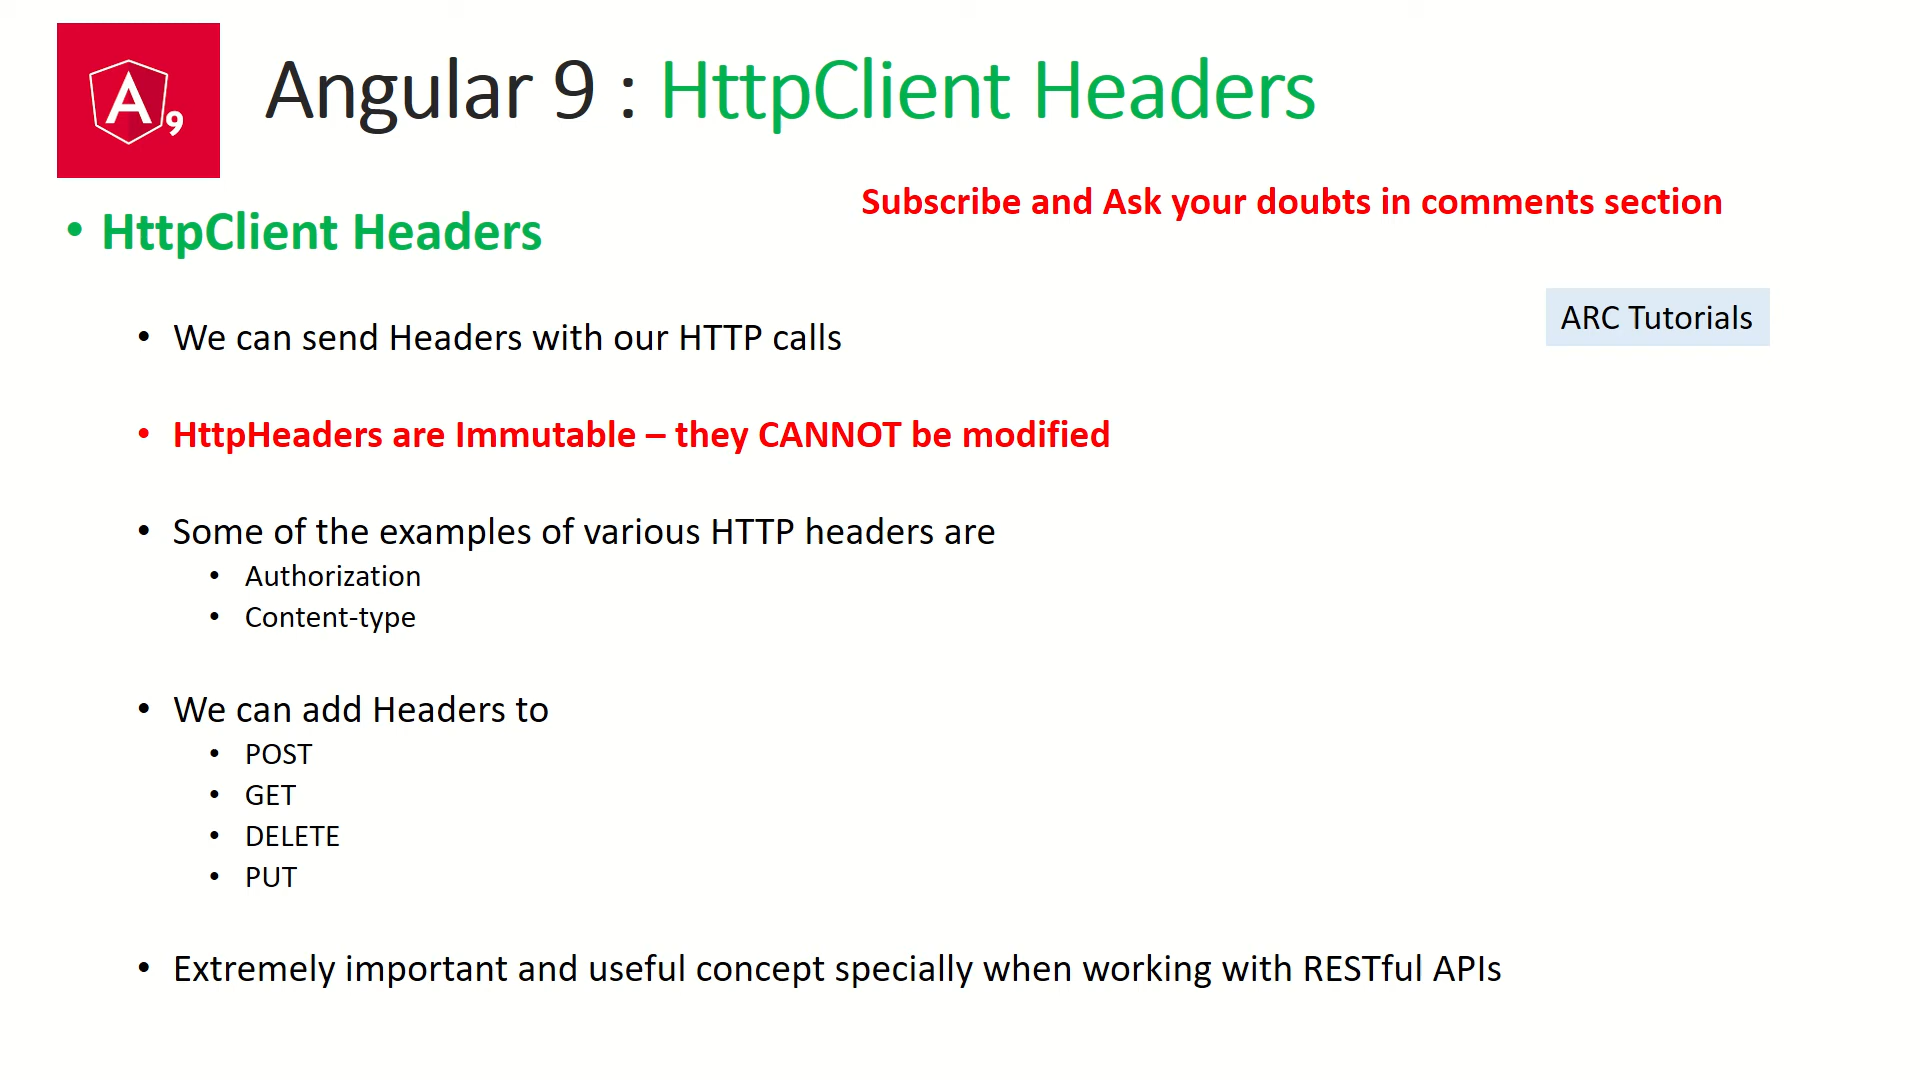 A 9
Angular 9 : HttpClient Headers
Subscribe and Ask your doubts in comments section
• HttpClient Headers
ARC Tutorials
• We can send Headers with our HTTP calls
• HttpHeaders are Immutable – they CANNOT be modified
• Some of the examples of various HTTP headers are
• Authorization
• Content-type
• We can add Headers to
• POST
• GET
• DELETE
• PUT
• Extremely important and useful concept specially when working with RESTful APIs